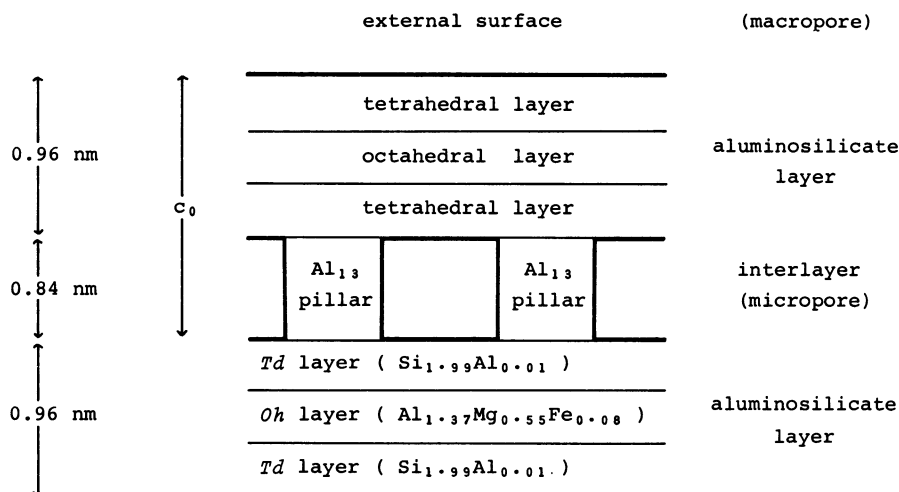 external surface (macropore)
tetrahedral layer
0.96 nm octahedral layer aluminosilicate
layer
c₀ tetrahedral layer
Al₁₃ Al₁₃ interlayer
0.84 nm pillar pillar (micropore)
Td layer ( Si₁.₉₉Al₀.₀₁ )
0.96 nm Oh layer ( Al₁.₃₇Mg₀.₅₅Fe₀.₀₈ ) aluminosilicate
layer
Td layer ( Si₁.₉₉Al₀.₀₁ )